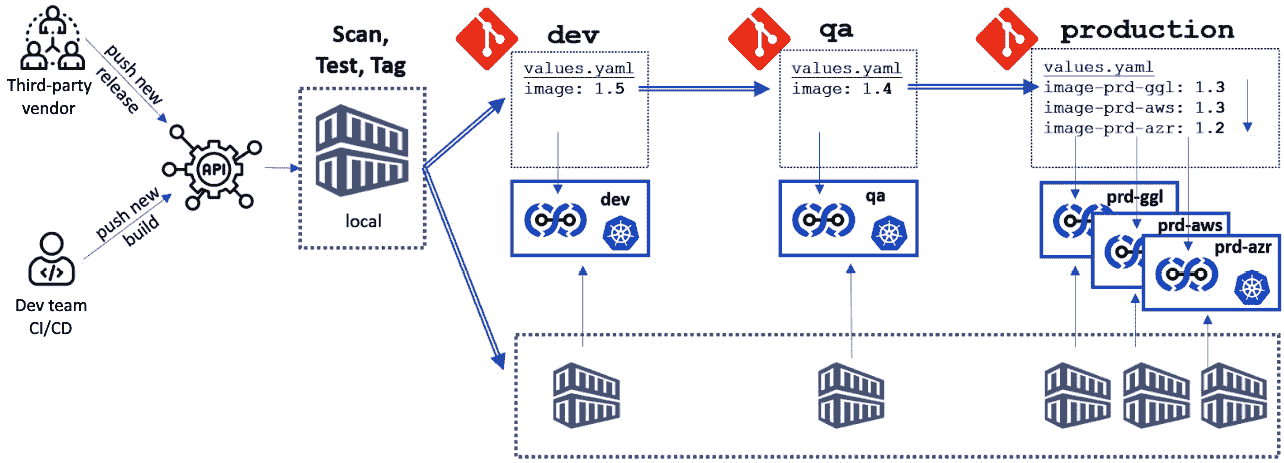 Third-party
vendor
push new
release
API
push new
build
Dev team
CI/CD
Scan,
Test, Tag
local
dev
values.yaml
image: 1.5
dev
qa
values.yaml
image: 1.4
qa
production
values.yaml
image-prd-ggl: 1.3
image-prd-aws: 1.3
image-prd-azr: 1.2
prd-ggl
prd-aws
prd-azr